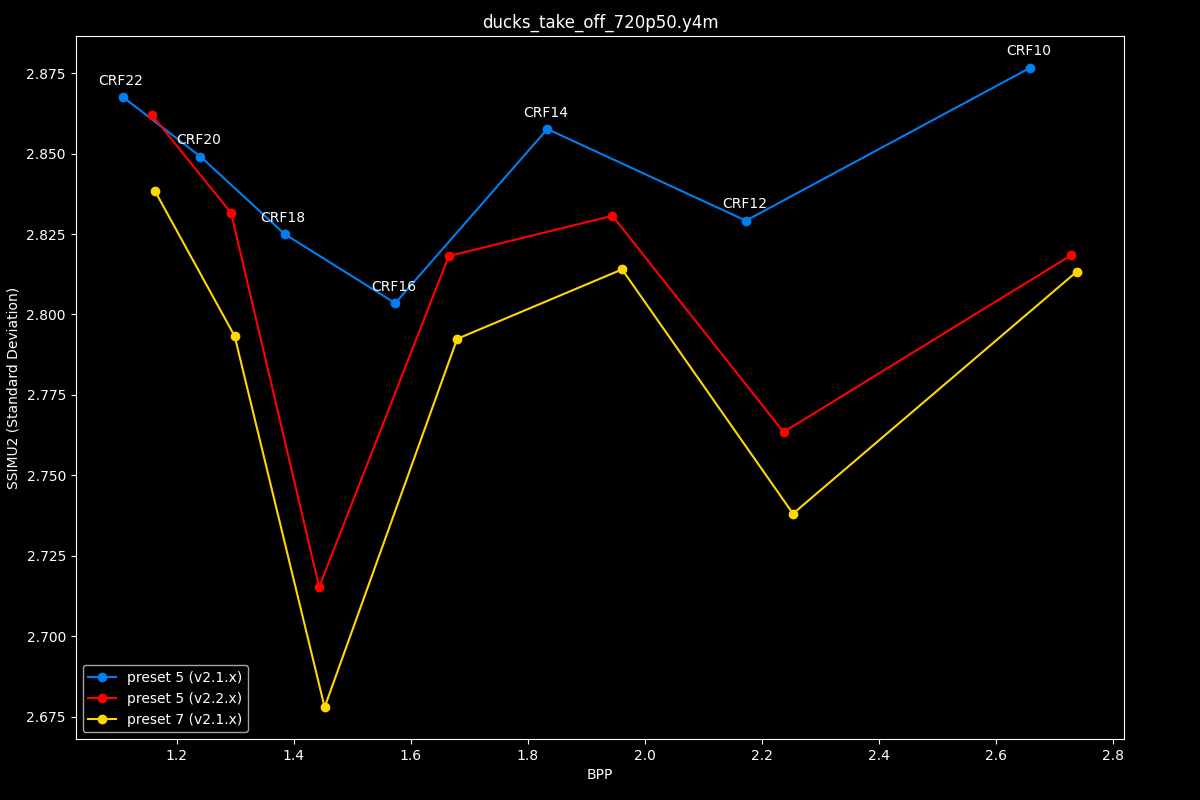 ducks_take_off_720p50.y4m
CRF10
2.875
CRF22
CRF14
CRF20
2.850
CRF12
CRF18
2.825
CRF16
2.800
2.775
2.750
2.725
2.700
2.675
SSIMU2 (Standard Deviation)
preset 5 (v2.1.x)
preset 5 (v2.2.x)
preset 7 (v2.1.x)
1.2 1.4 1.6 1.8 2.0 2.2 2.4 2.6 2.8
BPP